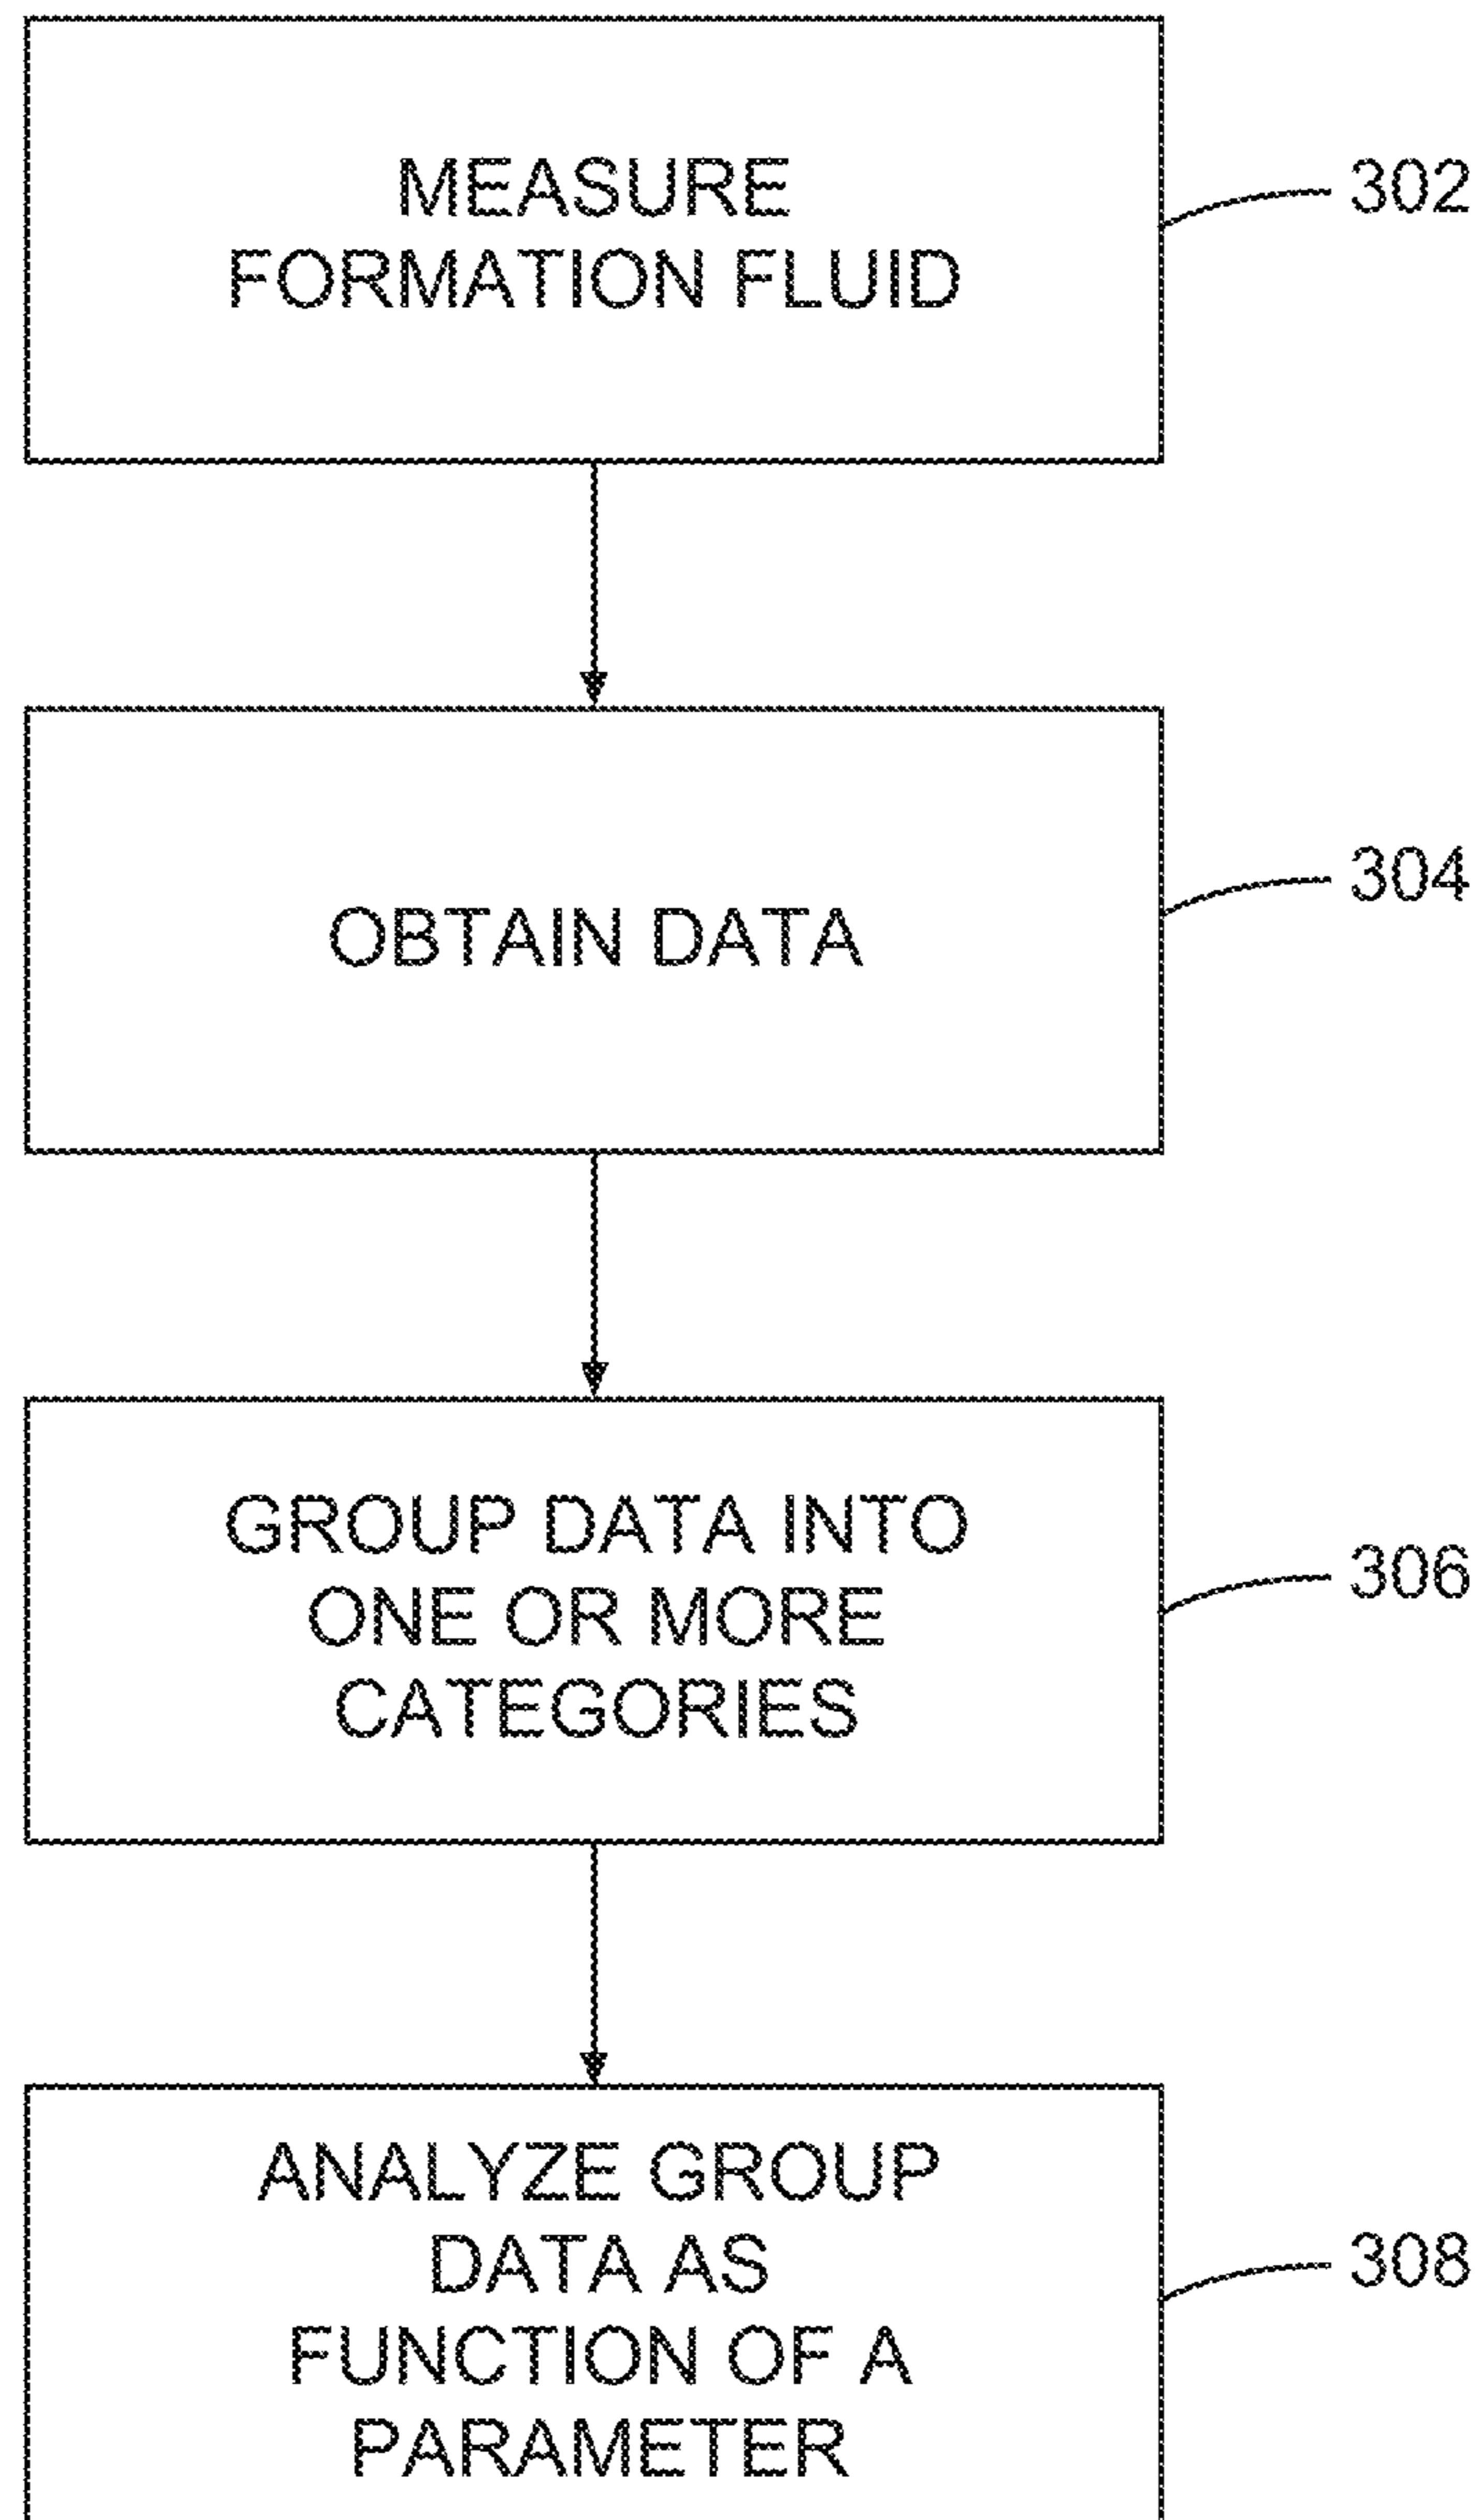 MEASURE
FORMATION FLUID
302
OBTAIN DATA
304
GROUP DATA INTO
ONE OR MORE
CATEGORIES
306
ANALYZE GROUP
DATA AS
FUNCTION OF A
PARAMETER
308